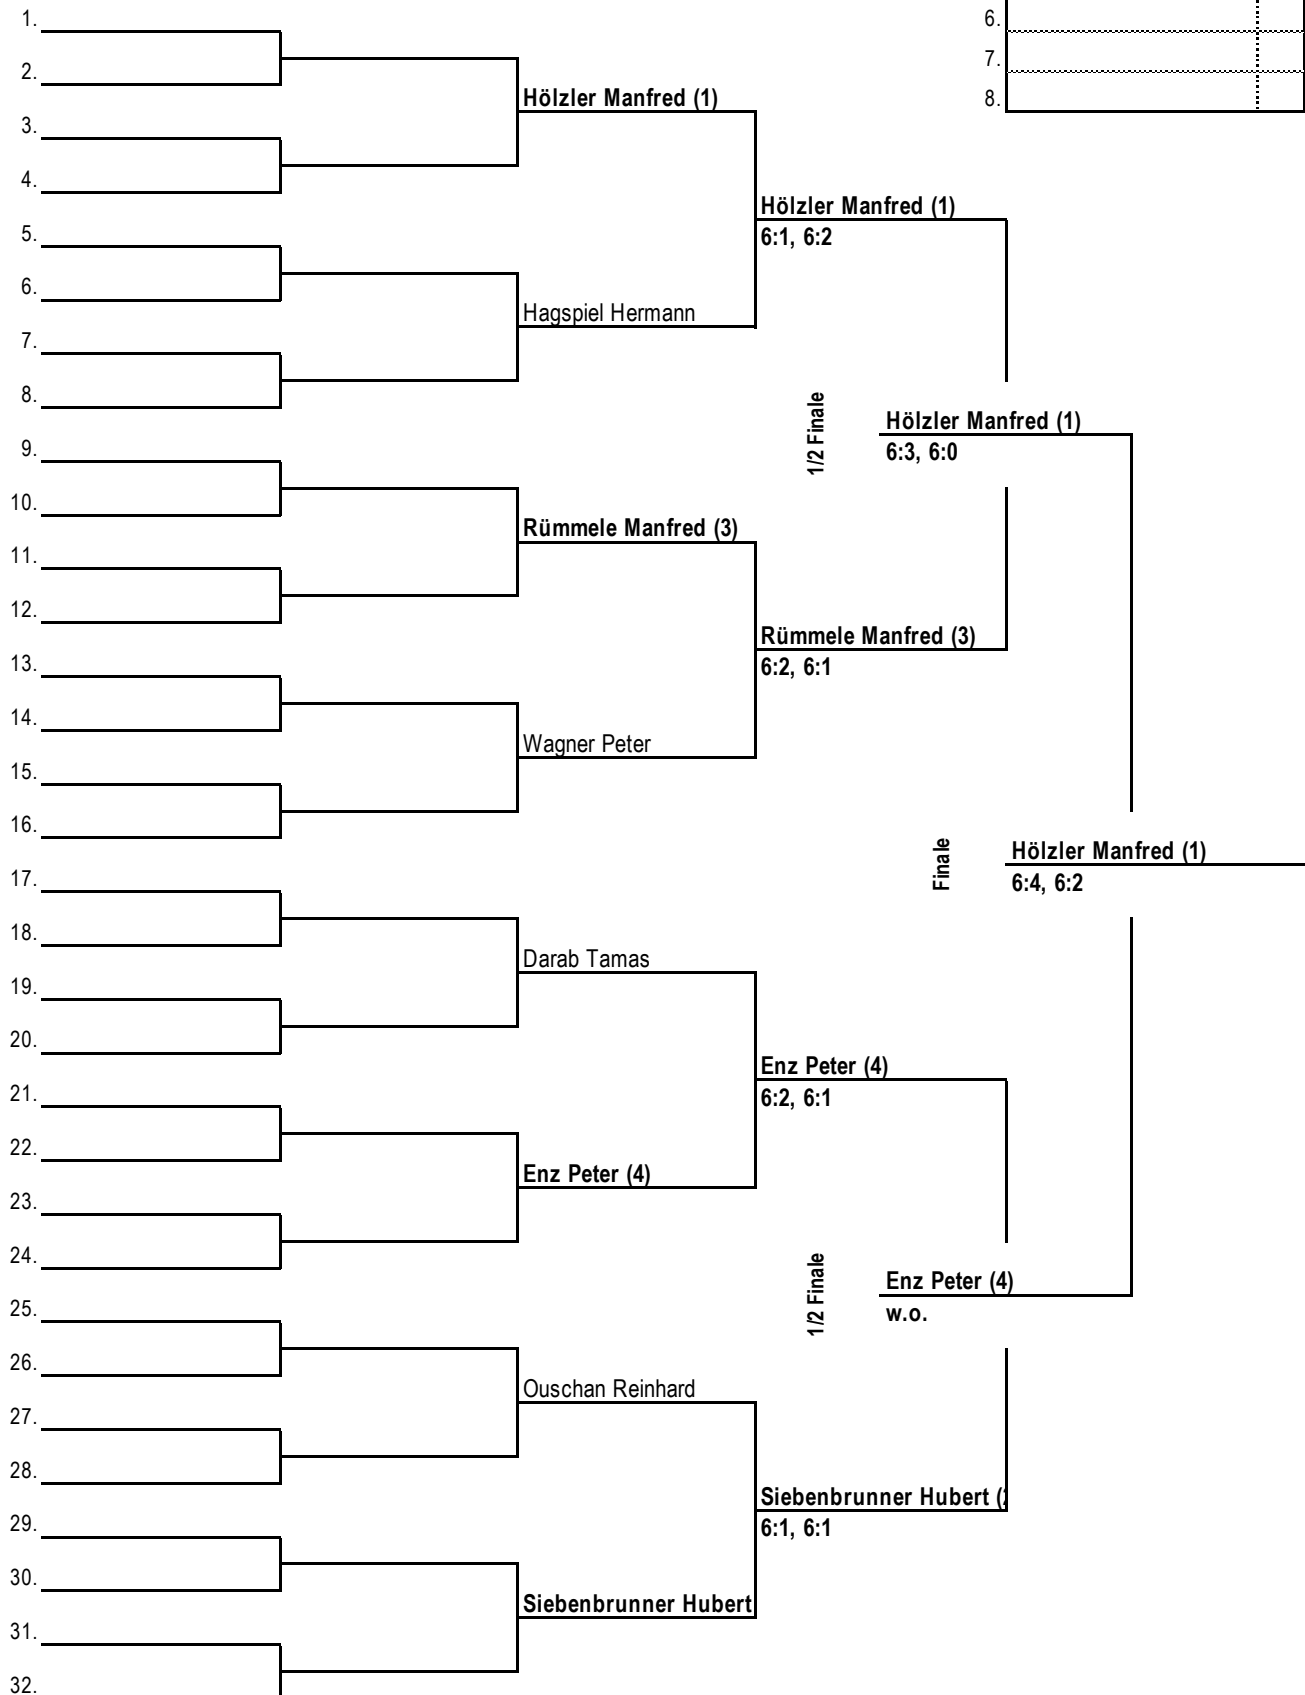 1.
6.
7.
2.
Hölzler Manfred (1)
8.
3.
4.
Hölzler Manfred (1)
5.
6:1, 6:2
6.
Hagspiel Hermann
7.
8.
1/2 Finale
Hölzler Manfred (1)
9.
6:3, 6:0
10.
Rümmele Manfred (3)
11.
12.
Rümmele Manfred (3)
13.
6:2, 6:1
14.
Wagner Peter
15.
16.
Finale
Hölzler Manfred (1)
17.
6:4, 6:2
18.
Darab Tamas
19.
20.
Enz Peter (4)
21.
6:2, 6:1
22.
Enz Peter (4)
23.
24.
1/2 Finale
Enz Peter (4)
25.
w.o.
26.
Ouschan Reinhard
27.
28.
Siebenbrunner Hubert (
29.
6:1, 6:1
30.
Siebenbrunner Hubert
31.
32.